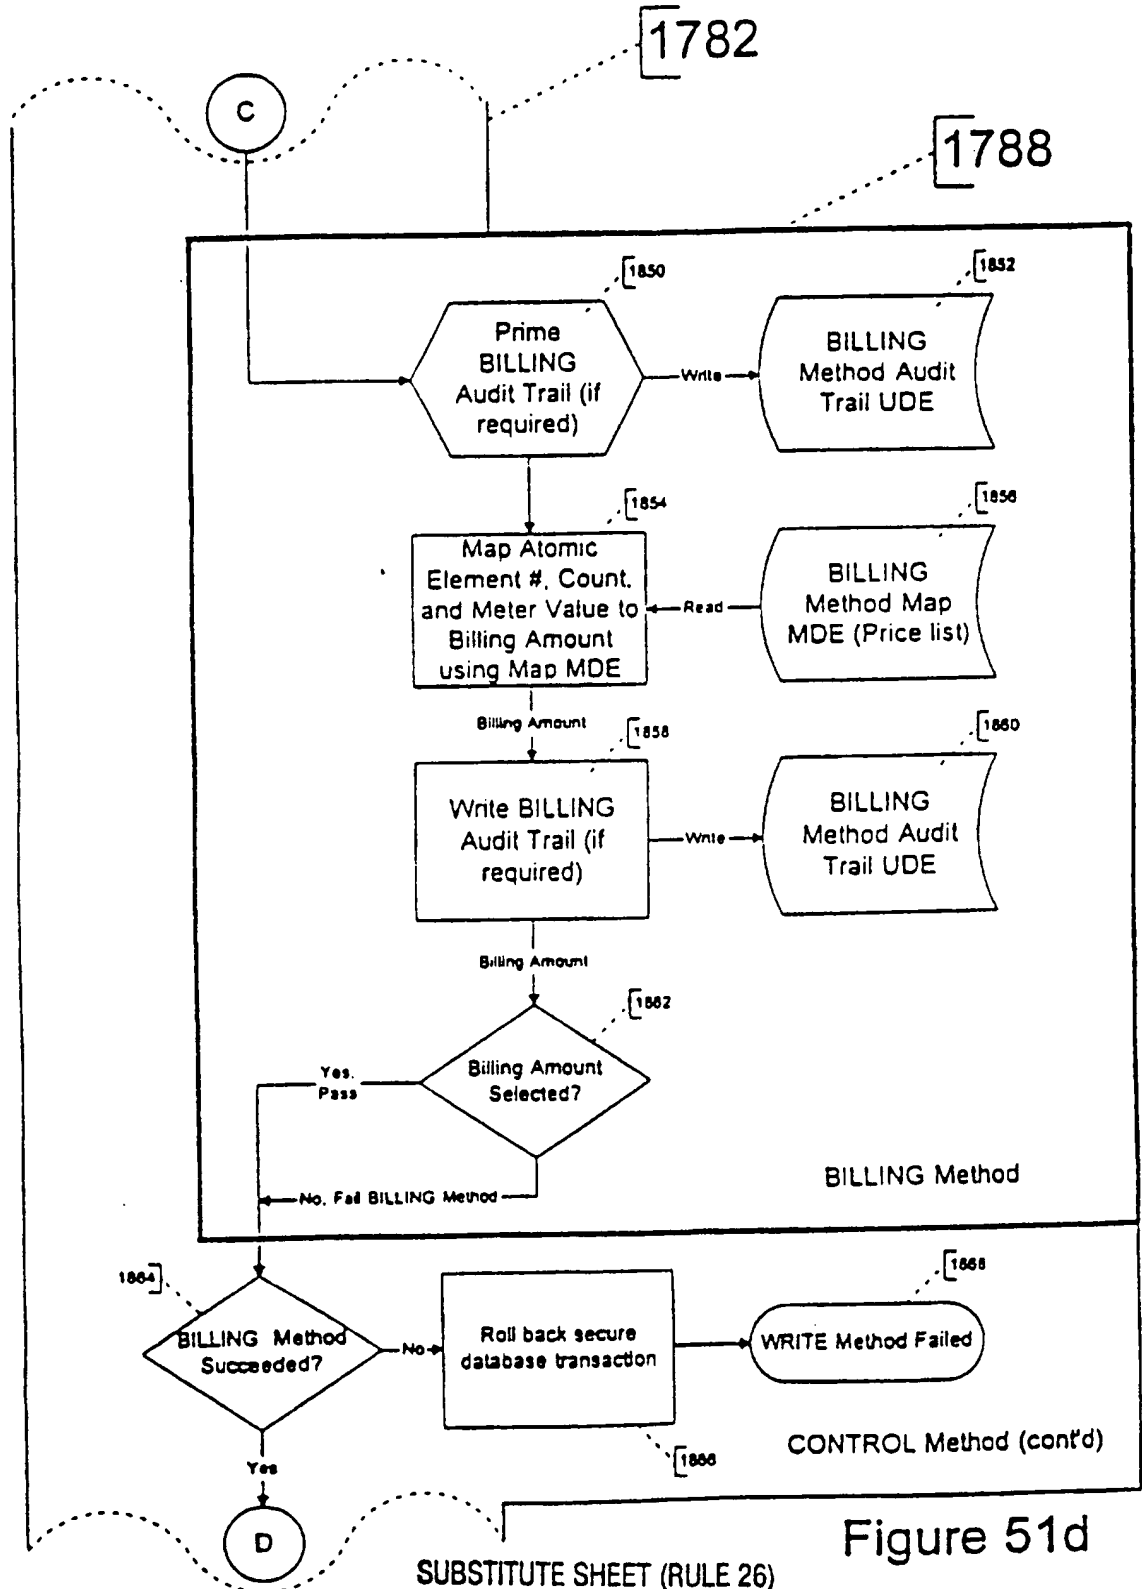 1782
C
1788
1850
1852
Prime
BILLING
Audit Trail (if
required)
Write
BILLING
Method Audit
Trail UDE
1854
1856
Map Atomic
Element #, Count,
and Meter Value to
Billing Amount
using Map MDE
Read
BILLING
Method Map
MDE (Price list)
Billing Amount
1858
1860
Write BILLING
Audit Trail (if
required)
Write
BILLING
Method Audit
Trail UDE
Billing Amount
1862
Billing Amount
Selected?
Yes,
Pass
No, Fail BILLING Method
BILLING Method
1864
1868
BILLING Method
Succeeded?
No
Roll back secure
database transaction
WRITE Method Failed
1866
CONTROL Method (cont'd)
Yes
D
Figure 51d
SUBSTITUTE SHEET (RULE 26)